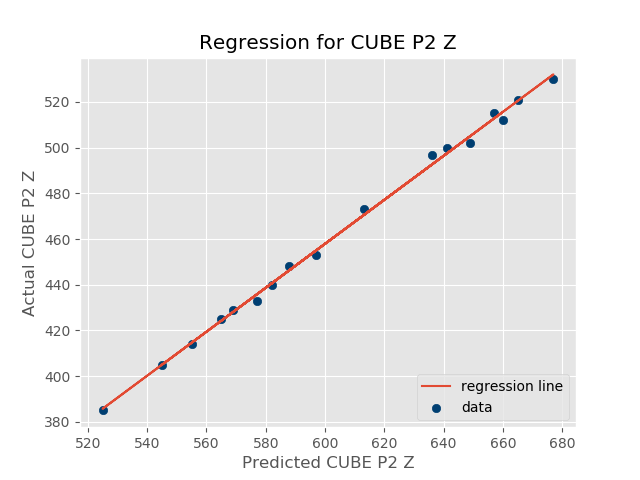 Regression for CUBE P2 Z
Actual CUBE P2 Z
520
500
480
460
440
420
400
380
regression line
data
520 540 560 580 600 620 640 660 680
Predicted CUBE P2 Z